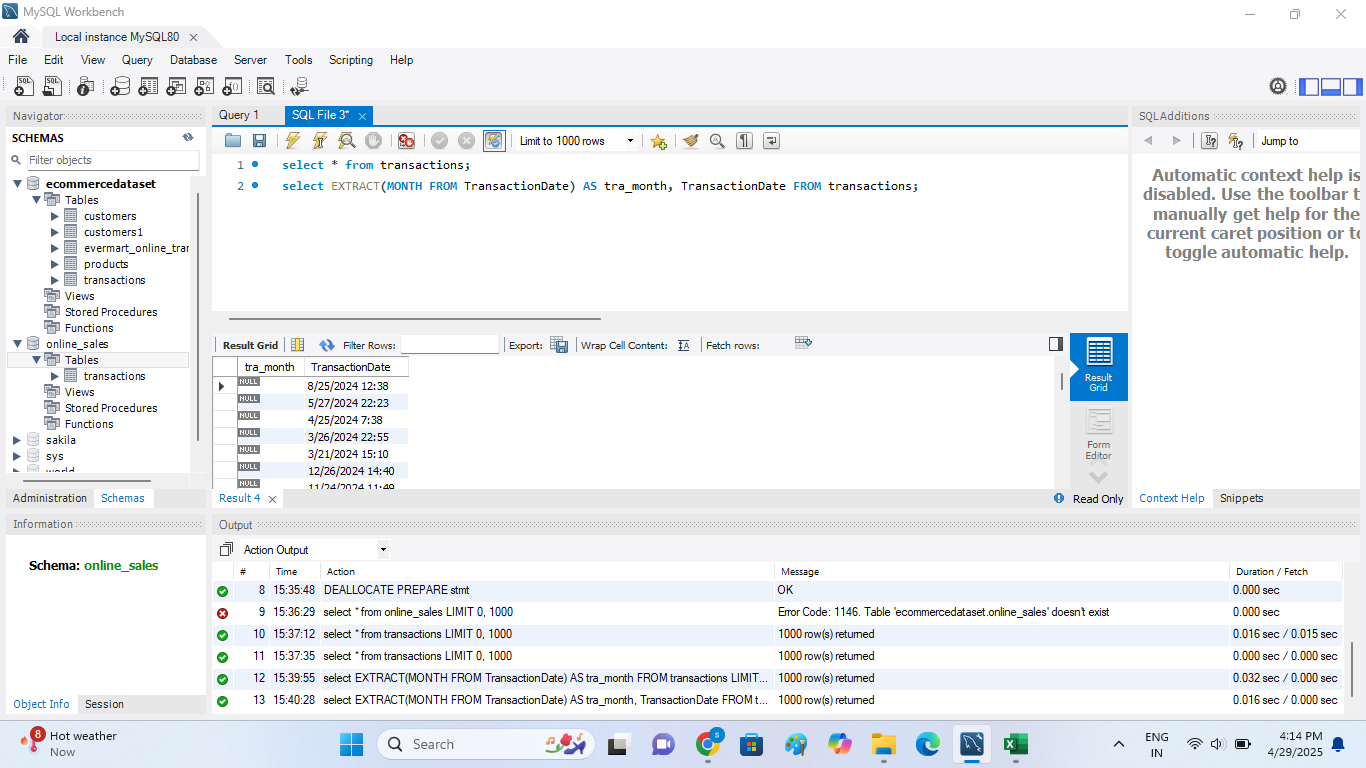 MySQL Workbench
Local instance MySQL80
File Edit View Query Database Server Tools Scripting Help
Navigator
SCHEMAS
Filter objects
ecommercedataset
Tables
customers
customers1
evermart_online_tran
products
transactions
Views
Stored Procedures
Functions
online_sales
Tables
transactions
Views
Stored Procedures
Functions
sakila
sys
world
Administration Schemas
Information
Schema: online_sales
Object Info Session
Query 1 SQL File 3*
Limit to 1000 rows
1 select * from transactions;
2 select EXTRACT(MONTH FROM TransactionDate) AS tra_month, TransactionDate FROM transactions;
Result Grid Filter Rows: Export: Wrap Cell Content: Fetch rows:
tra_month TransactionDate
NULL 8/25/2024 12:38
NULL 5/27/2024 22:23
NULL 4/25/2024 7:38
NULL 3/26/2024 22:55
NULL 3/21/2024 15:10
NULL 12/26/2024 14:40
NULL 11/24/2024 11:49
Result Grid
Form Editor
Result 4 Read Only
SQLAdditions
Jump to
Automatic context help is
disabled. Use the toolbar t
manually get help for the
current caret position or to
toggle automatic help.
Context Help Snippets
Output
Action Output
# Time Action Message Duration / Fetch
8 15:35:48 DEALLOCATE PREPARE stmt OK 0.000 sec
9 15:36:29 select * from online_sales LIMIT 0, 1000 Error Code: 1146. Table 'ecommercedataset.online_sales' doesn't exist 0.000 sec
10 15:37:12 select * from transactions LIMIT 0, 1000 1000 row(s) returned 0.016 sec / 0.015 sec
11 15:37:35 select * from transactions LIMIT 0, 1000 1000 row(s) returned 0.000 sec / 0.000 sec
12 15:39:55 select EXTRACT(MONTH FROM TransactionDate) AS tra_month FROM transactions LIMIT... 1000 row(s) returned 0.032 sec / 0.000 sec
13 15:40:28 select EXTRACT(MONTH FROM TransactionDate) AS tra_month, TransactionDate FROM t... 1000 row(s) returned 0.016 sec / 0.000 sec
8
Hot weather
Now
Search
S
ENG
IN
4:14 PM
4/29/2025